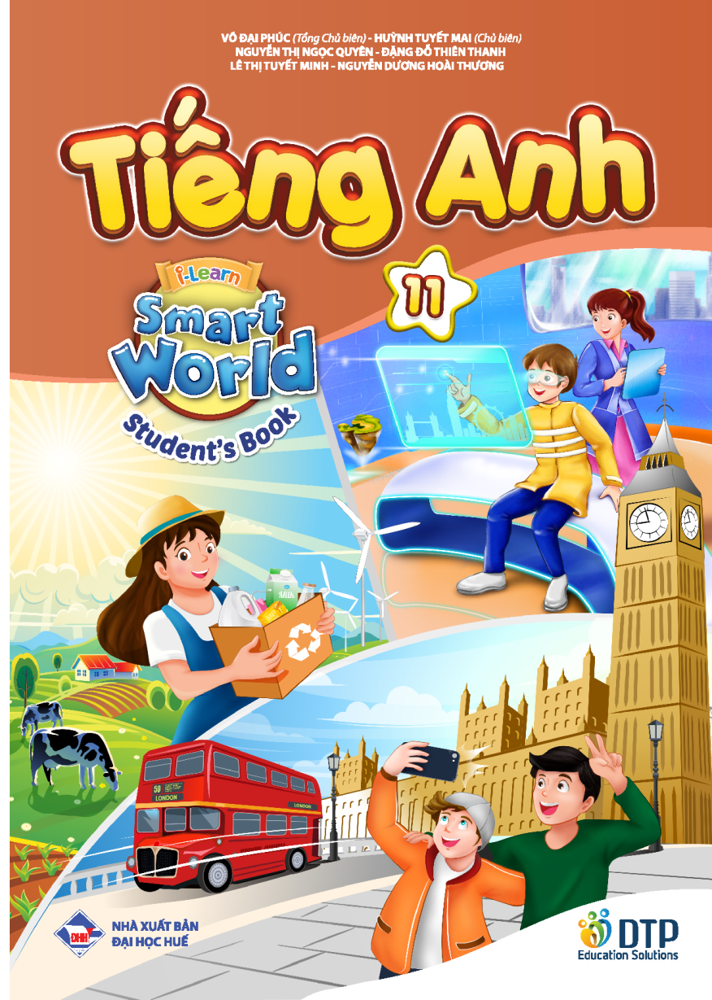 VÕ ĐẠI PHÚC (Tổng Chủ biên) - HUỲNH TUYẾT MAI (Chủ biên)
NGUYỄN THỊ NGỌC QUYÊN - ĐẶNG ĐỖ THIÊN THANH
LÊ THỊ TUYẾT MINH - NGUYỄN DƯƠNG HOÀI THƯƠNG
Tiếng Anh
i-Learn
Smart
World
11
Student's Book
MILK
50
LONDON
LONDON
ĐHH
NHÀ XUẤT BẢN
ĐẠI HỌC HUẾ
DTP
Education Solutions